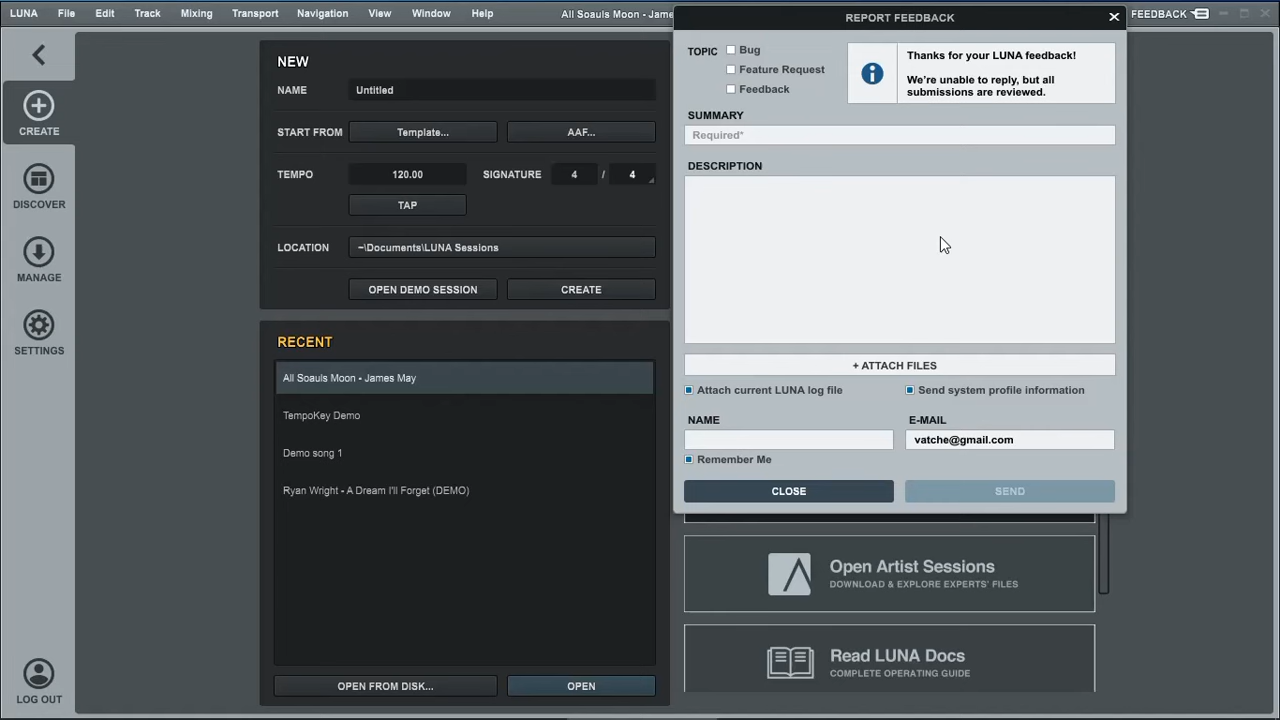 LUNA File Edit Track Mixing Transport Navigation View Window Help All Soauls Moon - Jame FEEDBACK
CREATE
DISCOVER
MANAGE
SETTINGS
LOG OUT
NEW
NAME Untitled
START FROM Template... AAF...
TEMPO 120.00 SIGNATURE 4 / 4
TAP
LOCATION ~\Documents\LUNA Sessions
OPEN DEMO SESSION CREATE
RECENT
All Soauls Moon - James May
TempoKey Demo
Demo song 1
Ryan Wright - A Dream I'll Forget (DEMO)
OPEN FROM DISK... OPEN
REPORT FEEDBACK
TOPIC
Bug
Feature Request
Feedback
Thanks for your LUNA feedback!
We're unable to reply, but all
submissions are reviewed.
SUMMARY
Required*
DESCRIPTION
+ ATTACH FILES
Attach current LUNA log file Send system profile information
NAME E-MAIL
vatche@gmail.com
Remember Me
CLOSE SEND
Open Artist Sessions
DOWNLOAD & EXPLORE EXPERTS' FILES
Read LUNA Docs
COMPLETE OPERATING GUIDE